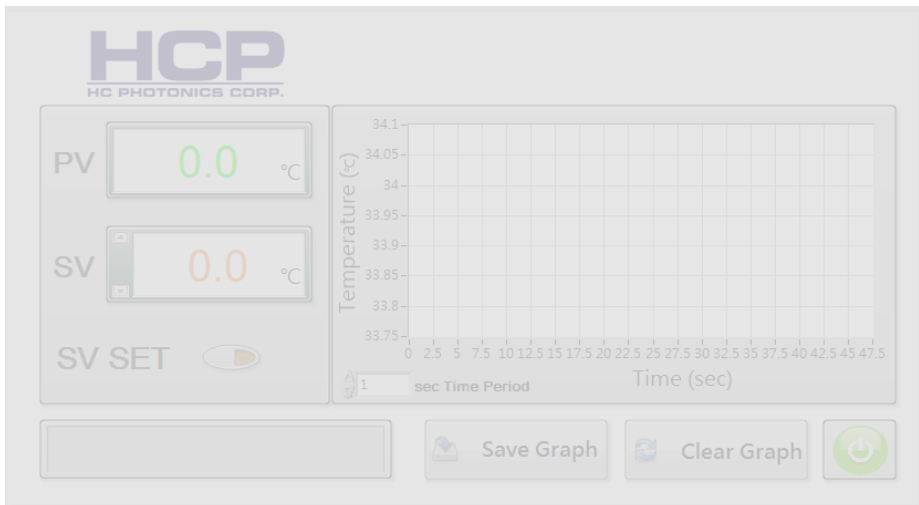 HCP
HC PHOTONICS CORP.
PV 0.0 °C
SV 0.0 °C
SV SET
Temperature (℃)
34.1
34.05
34
33.95
33.9
33.85
33.8
33.75
0 2.5 5 7.5 10 12.5 15 17.5 20 22.5 25 27.5 30 32.5 35 37.5 40 42.5 45 47.5
Time (sec)
1 sec Time Period
Save Graph
Clear Graph